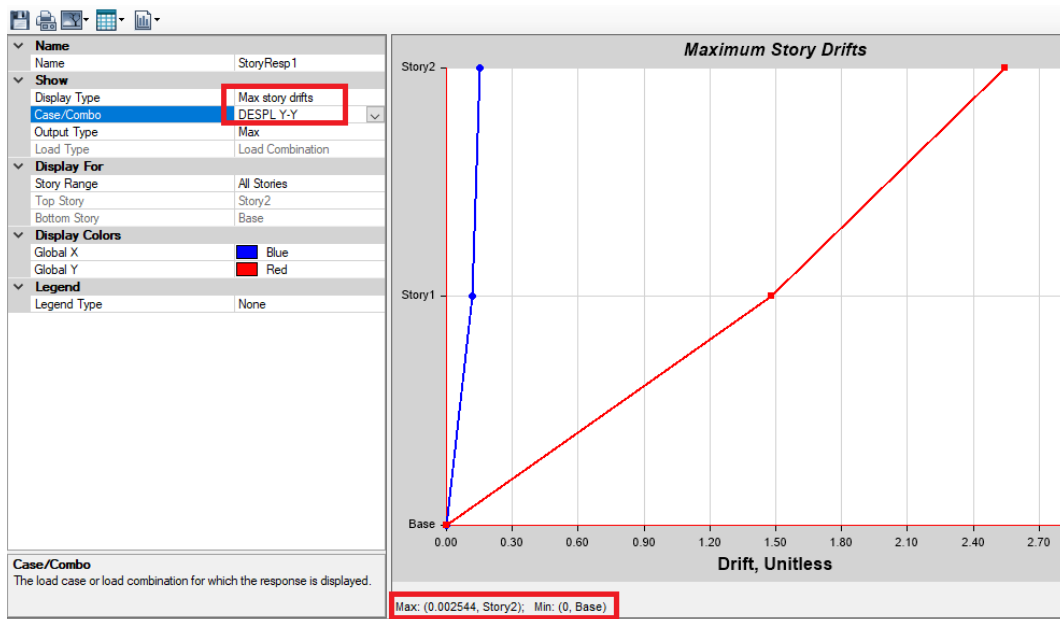 Name
Name StoryResp1
Show
Display Type Max story drifts
Case/Combo DESPL Y-Y
Output Type Max
Load Type Load Combination
Display For
Story Range All Stories
Top Story Story2
Bottom Story Base
Display Colors
Global X Blue
Global Y Red
Legend
Legend Type None
Case/Combo
The load case or load combination for which the response is displayed.
Maximum Story Drifts
Story2
Story1
Base
0.00 0.30 0.60 0.90 1.20 1.50 1.80 2.10 2.40 2.70
Drift, Unitless
Max: (0.002544, Story2); Min: (0, Base)